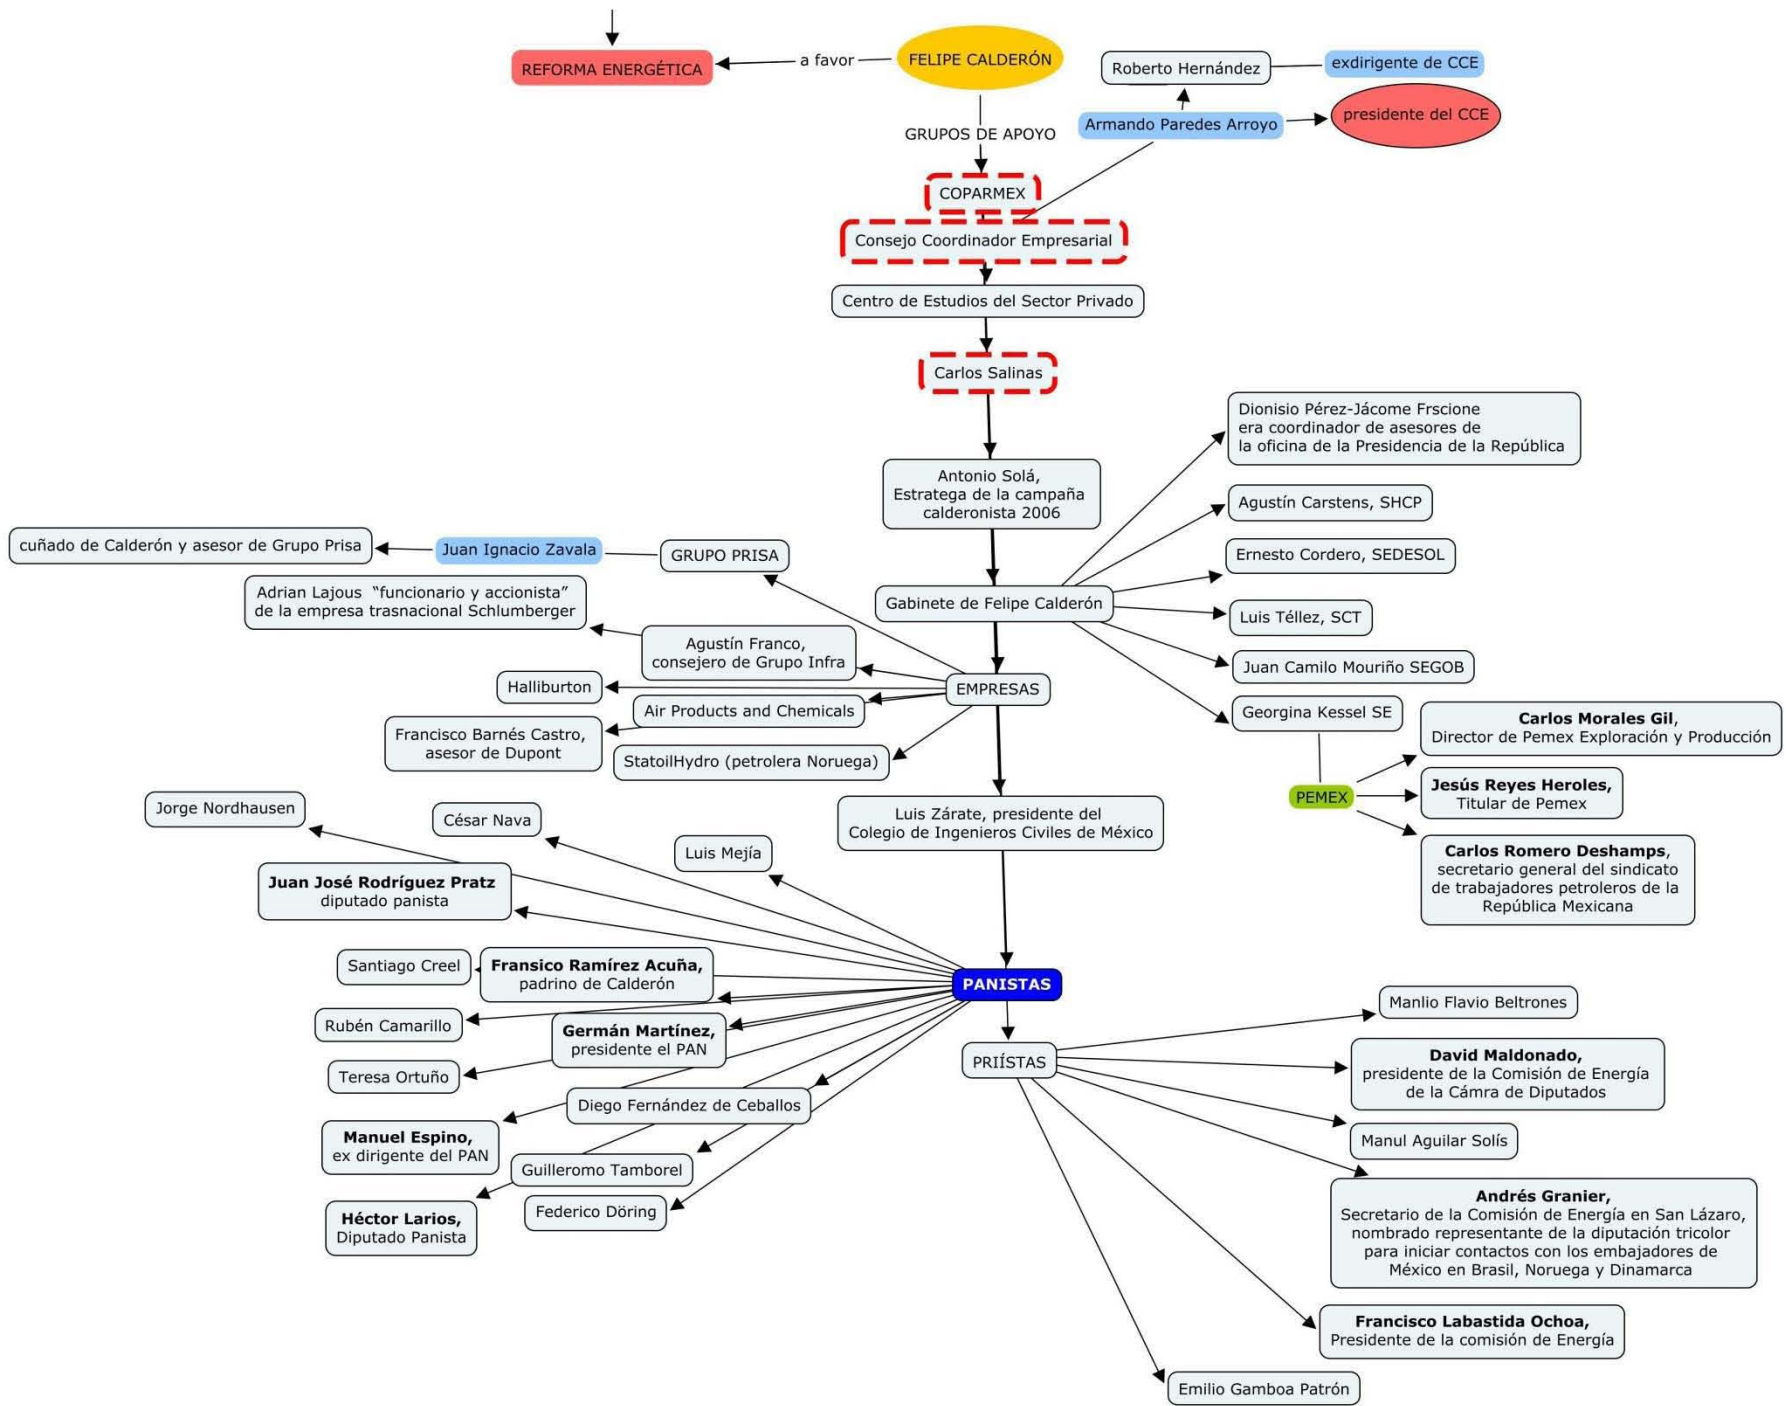 REFORMA ENERGÉTICA
a favor
FELIPE CALDERÓN
Roberto Hernández
exdirigente de CCE
Armando Paredes Arroyo
presidente del CCE
GRUPOS DE APOYO
COPARMEX
Consejo Coordinador Empresarial
Centro de Estudios del Sector Privado
Carlos Salinas
Antonio Solá,
Estratega de la campaña
calderonista 2006
Gabinete de Felipe Calderón
Dionisio Pérez-Jácome Frscione
era coordinador de asesores de
la oficina de la Presidencia de la República
Agustín Carstens, SHCP
Ernesto Cordero, SEDESOL
Luis Téllez, SCT
Juan Camilo Mouriño SEGOB
Georgina Kessel SE
PEMEX
Carlos Morales Gil,
Director de Pemex Exploración y Producción
Jesús Reyes Heroles,
Titular de Pemex
Carlos Romero Deshamps,
secretario general del sindicato
de trabajadores petroleros de la
República Mexicana
EMPRESAS
GRUPO PRISA
Juan Ignacio Zavala
cuñado de Calderón y asesor de Grupo Prisa
Adrian Lajous “funcionario y accionista”
de la empresa trasnacional Schlumberger
Agustín Franco,
consejero de Grupo Infra
Halliburton
Air Products and Chemicals
Francisco Barnés Castro,
asesor de Dupont
StatoilHydro (petrolera Noruega)
Luis Zárate, presidente del
Colegio de Ingenieros Civiles de México
PANISTAS
Jorge Nordhausen
César Nava
Luis Mejía
Juan José Rodríguez Pratz
diputado panista
Santiago Creel
Fransico Ramírez Acuña,
padrino de Calderón
Rubén Camarillo
Germán Martínez,
presidente el PAN
Teresa Ortuño
Diego Fernández de Ceballos
Manuel Espino,
ex dirigente del PAN
Guilleromo Tamborel
Federico Döring
Héctor Larios,
Diputado Panista
PRIÍSTAS
Manlio Flavio Beltrones
David Maldonado,
presidente de la Comisión de Energía
de la Cámra de Diputados
Manul Aguilar Solís
Andrés Granier,
Secretario de la Comisión de Energía en San Lázaro,
nombrado representante de la diputación tricolor
para iniciar contactos con los embajadores de
México en Brasil, Noruega y Dinamarca
Francisco Labastida Ochoa,
Presidente de la comisión de Energía
Emilio Gamboa Patrón